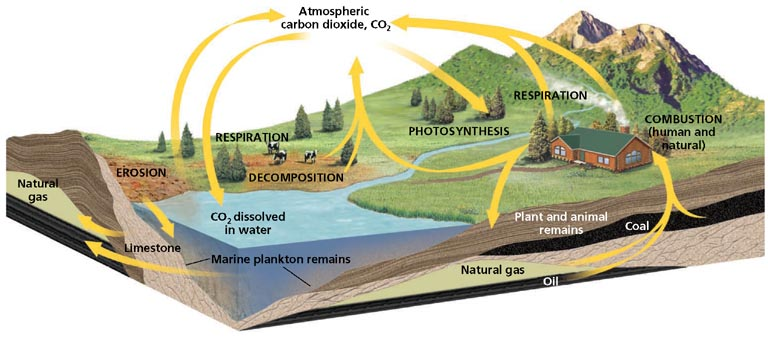 Atmospheric
carbon dioxide, CO₂
RESPIRATION
COMBUSTION
(human and
natural)
PHOTOSYNTHESIS
RESPIRATION
EROSION
DECOMPOSITION
Natural
gas
CO₂ dissolved
in water
Plant and animal
remains
Coal
Limestone
Marine plankton remains
Natural gas
Oil